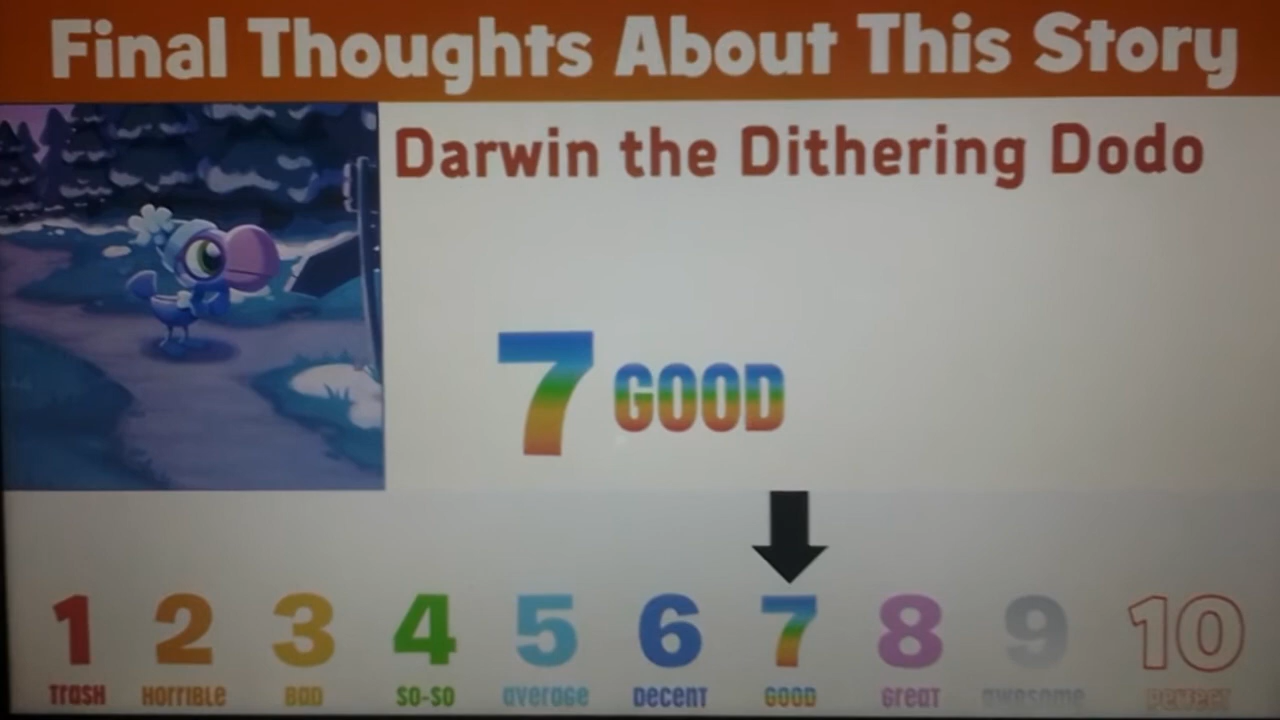 Final Thoughts About This Story
Darwin the Dithering Dodo
7 GOOD
1 2 3 4 5 6 7 8 9 10
TRASH HORRIBLE BAD SO-SO average DECENT GOOD Great awesome PERFECT